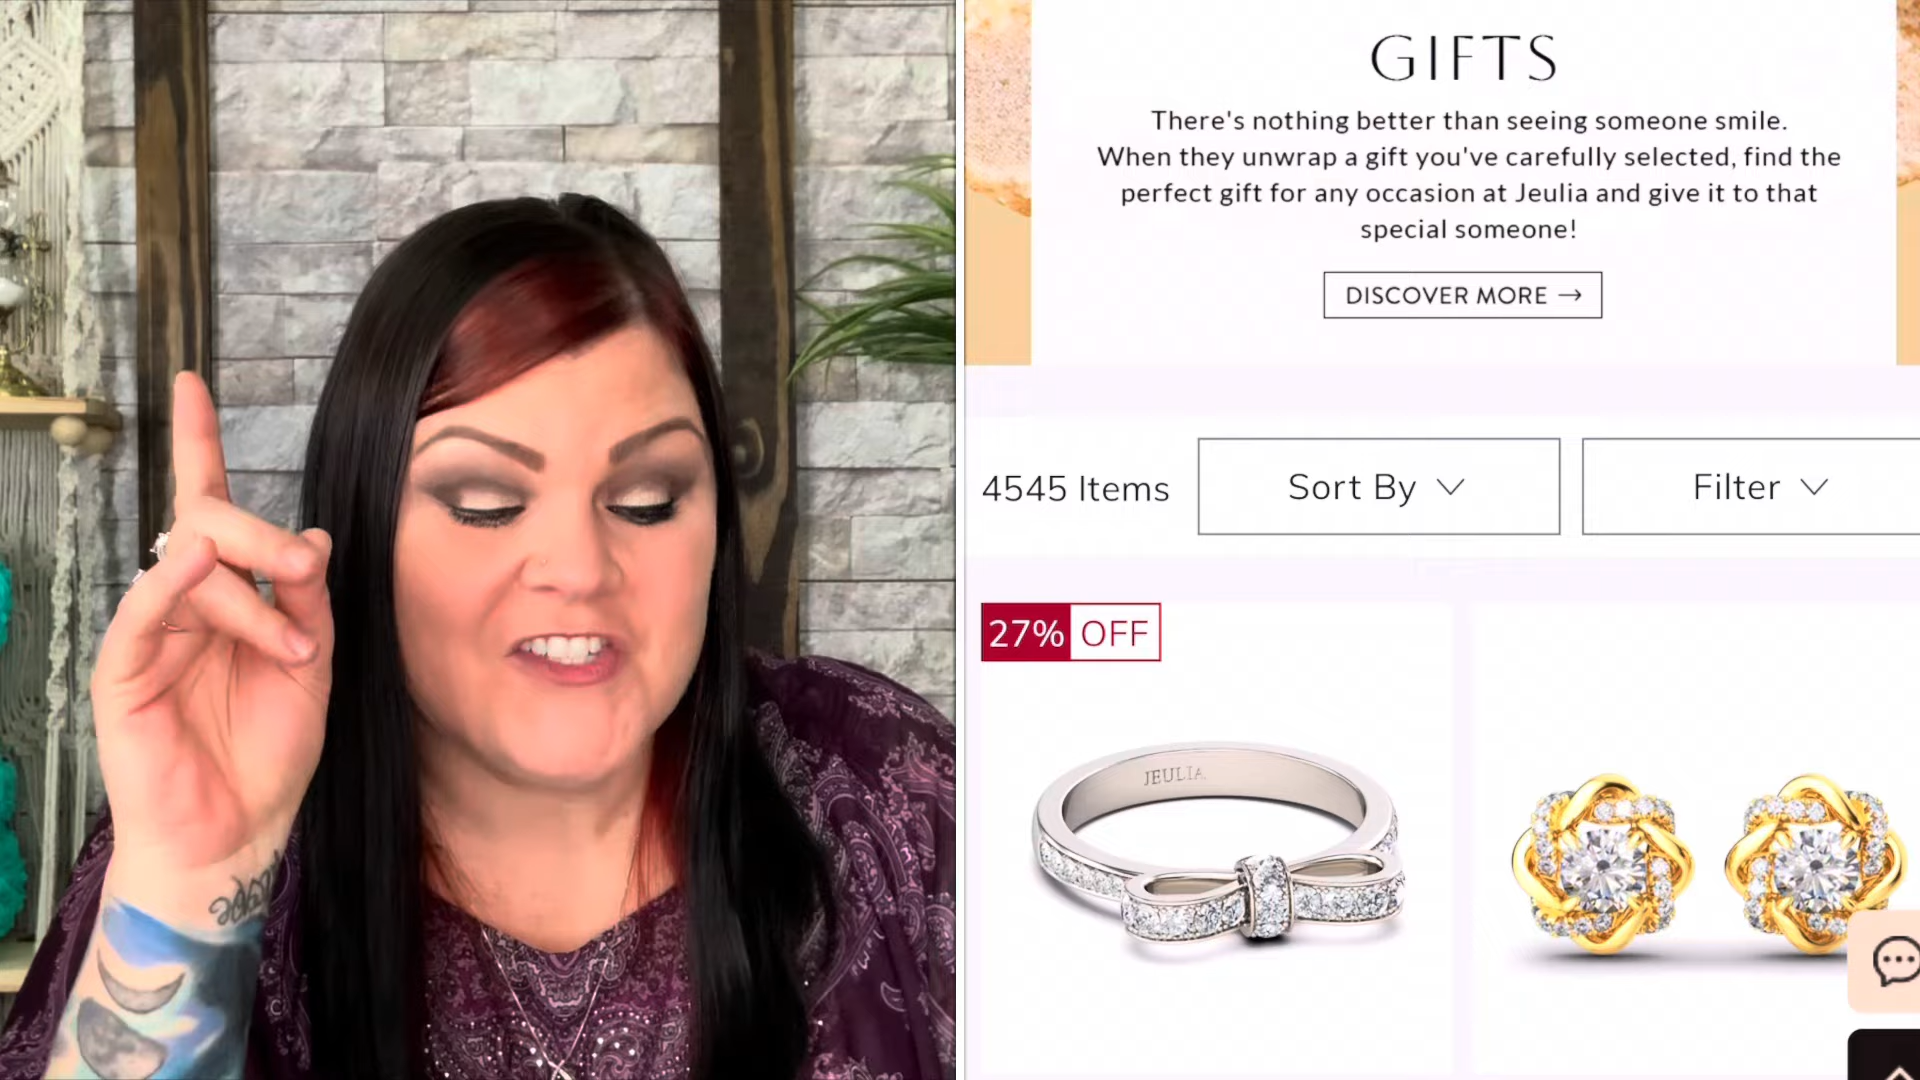 GIFTS
There's nothing better than seeing someone smile.
When they unwrap a gift you've carefully selected, find the
perfect gift for any occasion at Jeulia and give it to that
special someone!
DISCOVER MORE →
4545 Items
Sort By
Filter
27% OFF
JEULIA